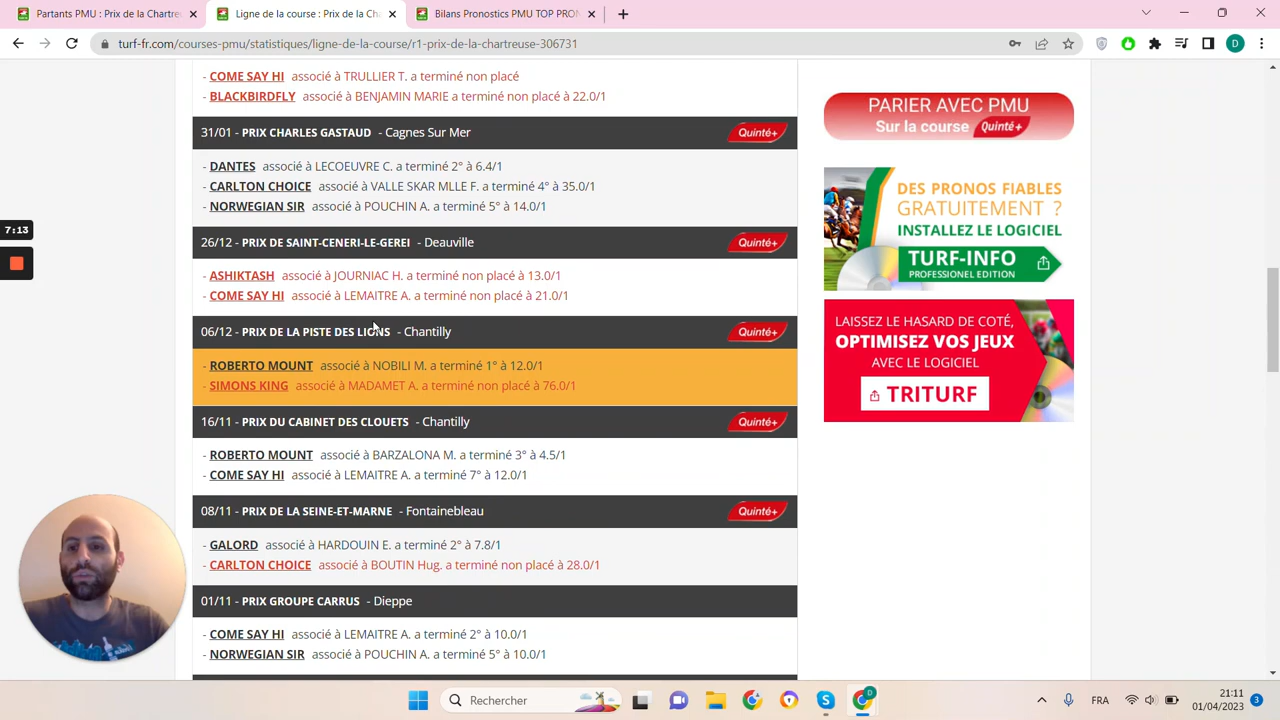 Partants PMU : Prix de la Chartre
Ligne de la course : Prix de la Cha
Bilans Pronostics PMU TOP PRON
turf-fr.com/courses-pmu/statistiques/ligne-de-la-course/r1-prix-de-la-chartreuse-306731
D
- COME SAY HI associé à TRULLIER T. a terminé non placé
- BLACKBIRDFLY associé à BENJAMIN MARIE a terminé non placé à 22.0/1
31/01 - PRIX CHARLES GASTAUD - Cagnes Sur Mer Quinté+
- DANTES associé à LECOEUVRE C. a terminé 2° à 6.4/1
- CARLTON CHOICE associé à VALLE SKAR MLLE F. a terminé 4° à 35.0/1
- NORWEGIAN SIR associé à POUCHIN A. a terminé 5° à 14.0/1
26/12 - PRIX DE SAINT-CENERI-LE-GEREI - Deauville Quinté+
- ASHIKTASH associé à JOURNIAC H. a terminé non placé à 13.0/1
- COME SAY HI associé à LEMAITRE A. a terminé non placé à 21.0/1
06/12 - PRIX DE LA PISTE DES LIONS - Chantilly Quinté+
- ROBERTO MOUNT associé à NOBILI M. a terminé 1° à 12.0/1
- SIMONS KING associé à MADAMET A. a terminé non placé à 76.0/1
16/11 - PRIX DU CABINET DES CLOUETS - Chantilly Quinté+
- ROBERTO MOUNT associé à BARZALONA M. a terminé 3° à 4.5/1
- COME SAY HI associé à LEMAITRE A. a terminé 7° à 12.0/1
08/11 - PRIX DE LA SEINE-ET-MARNE - Fontainebleau Quinté+
- GALORD associé à HARDOUIN E. a terminé 2° à 7.8/1
- CARLTON CHOICE associé à BOUTIN Hug. a terminé non placé à 28.0/1
01/11 - PRIX GROUPE CARRUS - Dieppe
- COME SAY HI associé à LEMAITRE A. a terminé 2° à 10.0/1
- NORWEGIAN SIR associé à POUCHIN A. a terminé 5° à 10.0/1
PARIER AVEC PMU
Sur la course Quinté+
DES PRONOS FIABLES
GRATUITEMENT ?
INSTALLEZ LE LOGICIEL
TURF-INFO
PROFESSIONEL EDITION
LAISSEZ LE HASARD DE COTÉ,
OPTIMISEZ VOS JEUX
AVEC LE LOGICIEL
TRITURF
7:13
Rechercher
D
FRA
21:11
01/04/2023
3